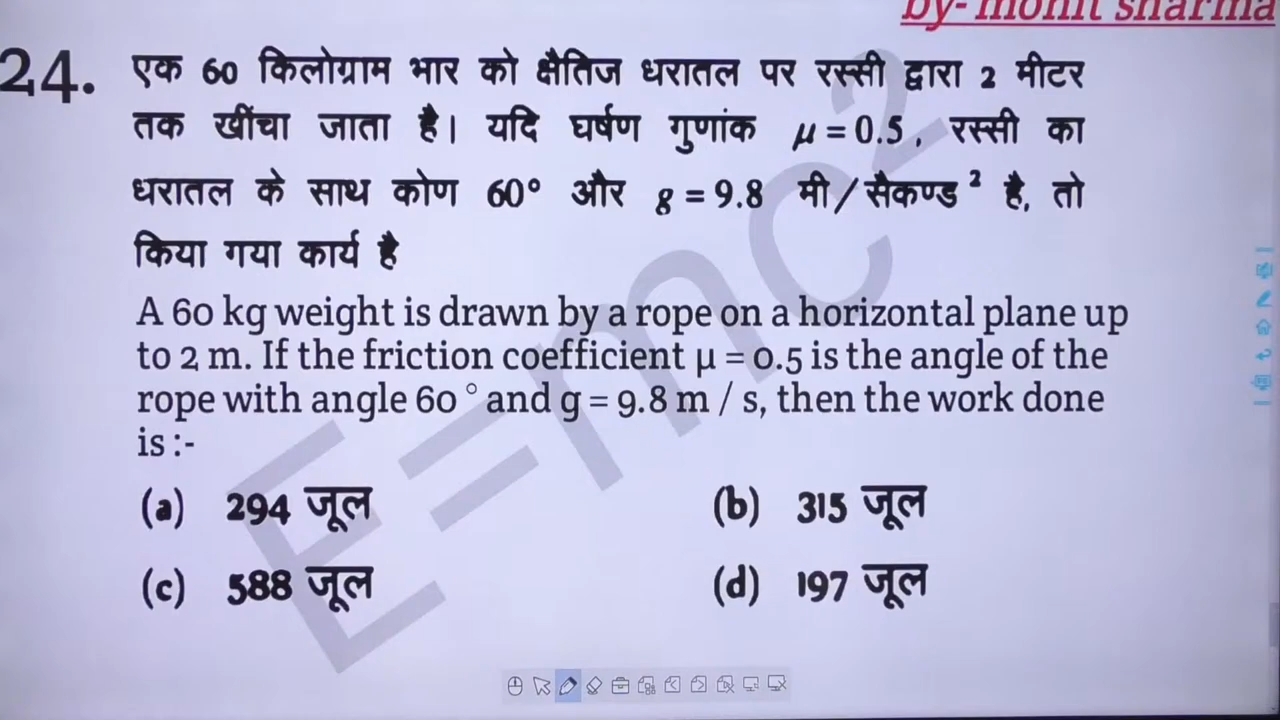 by- mohit sharma
24. एक 60 किलोग्राम भार को क्षैतिज धरातल पर रस्सी द्वारा 2 मीटर
तक खींचा जाता है। यदि घर्षण गुणांक μ = 0.5, रस्सी का
धरातल के साथ कोण 60° और g = 9.8 मी / सैकण्ड² है, तो
किया गया कार्य है
A 60 kg weight is drawn by a rope on a horizontal plane up
to 2 m. If the friction coefficient μ = 0.5 is the angle of the
rope with angle 60 ° and g = 9.8 m / s, then the work done
is :-
(a) 294 जूल (b) 315 जूल
(c) 588 जूल (d) 197 जूल
E=mc²